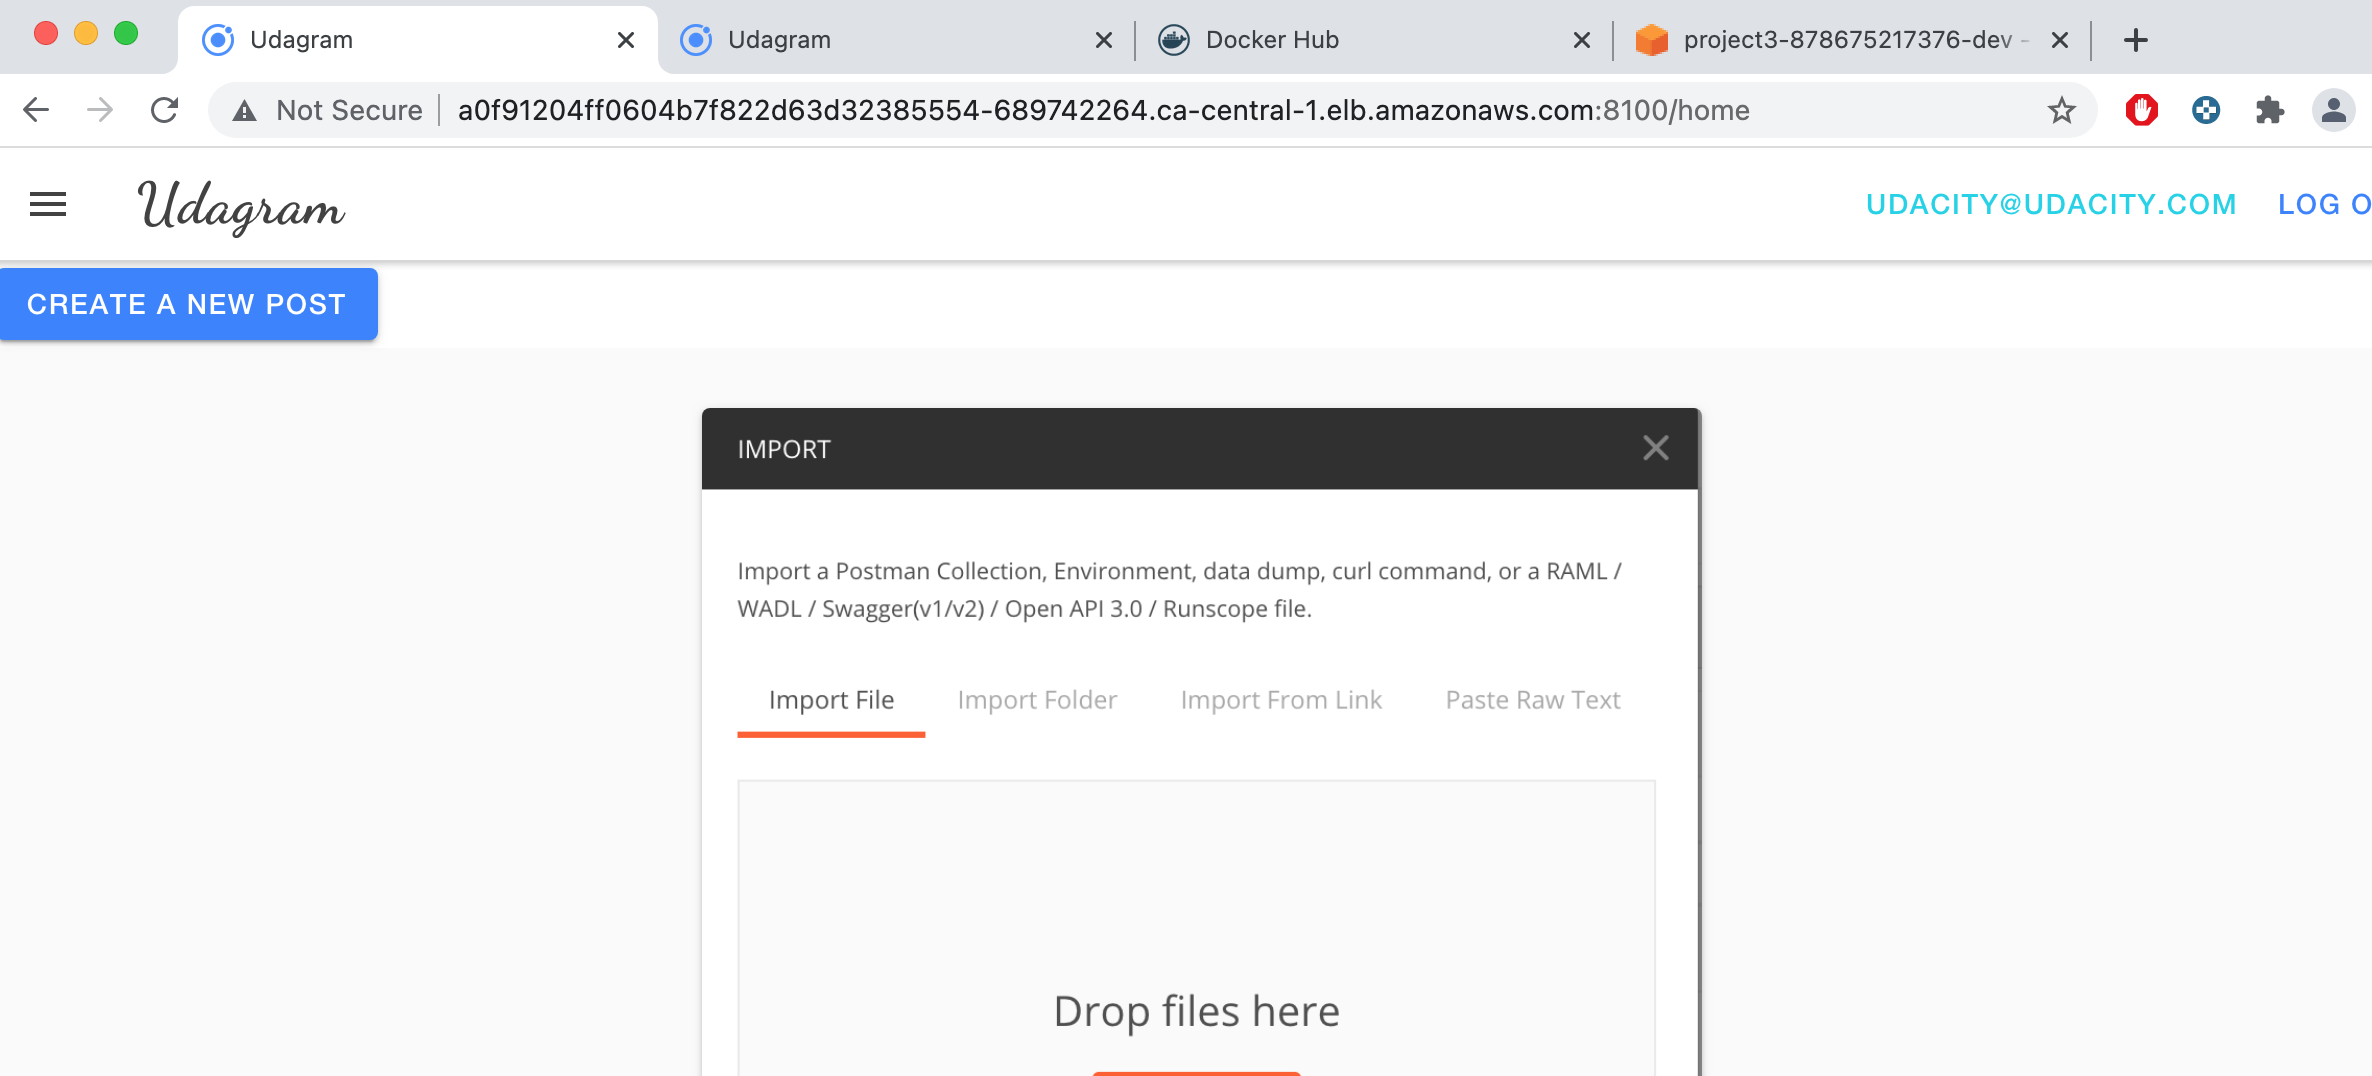 Udagram
Udagram
Docker Hub
project3-878675217376-dev -
Not Secure
a0f91204ff0604b7f822d63d32385554-689742264.ca-central-1.elb.amazonaws.com:8100/home
Udagram
UDACITY@UDACITY.COM
LOG O
CREATE A NEW POST
IMPORT
Import a Postman Collection, Environment, data dump, curl command, or a RAML /
WADL / Swagger(v1/v2) / Open API 3.0 / Runscope file.
Import File
Import Folder
Import From Link
Paste Raw Text
Drop files here